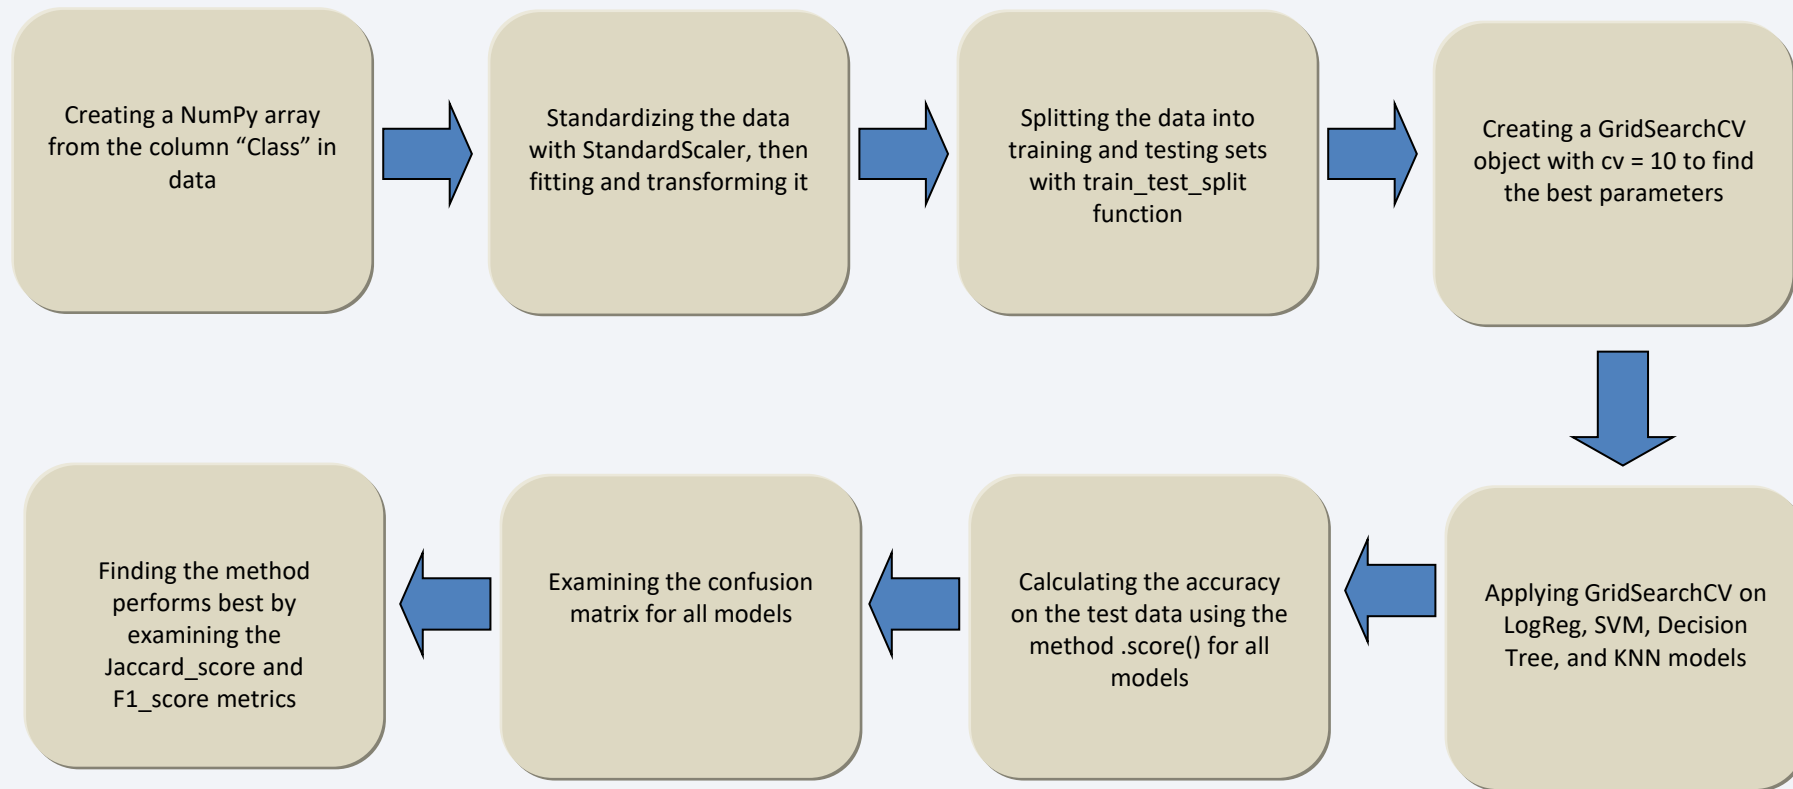 Creating a NumPy array
from the column “Class” in
data
Standardizing the data
with StandardScaler, then
fitting and transforming it
Splitting the data into
training and testing sets
with train_test_split
function
Creating a GridSearchCV
object with cv = 10 to find
the best parameters
Applying GridSearchCV on
LogReg, SVM, Decision
Tree, and KNN models
Calculating the accuracy
on the test data using the
method .score() for all
models
Examining the confusion
matrix for all models
Finding the method
performs best by
examining the
Jaccard_score and
F1_score metrics